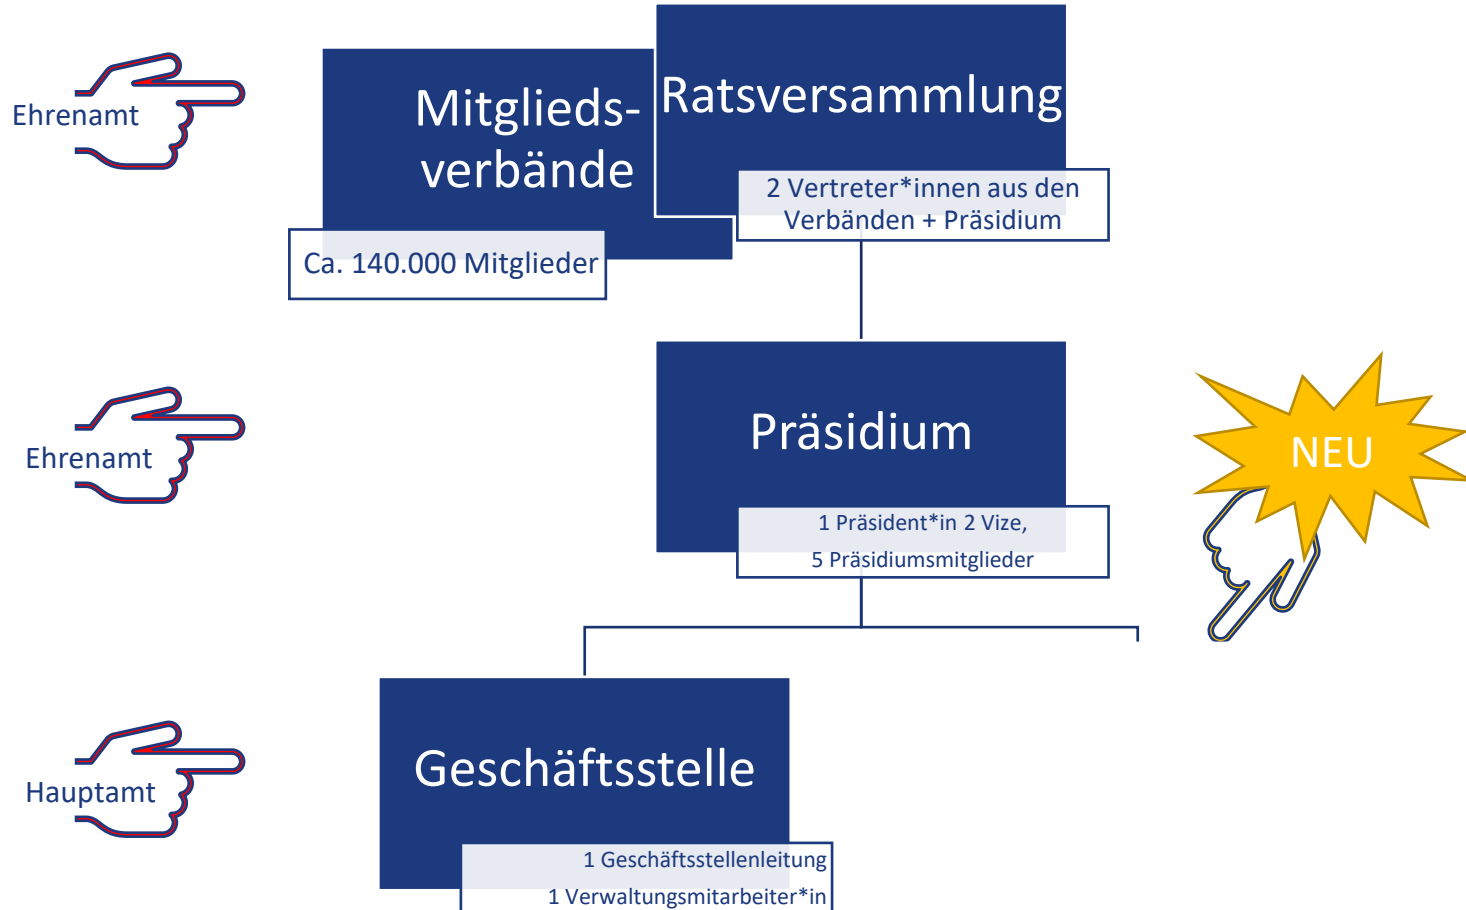 Ehrenamt
Mitglieds-
verbände
Ca. 140.000 Mitglieder
Ratsversammlung
2 Vertreter*innen aus den
Verbänden + Präsidium
Ehrenamt
Präsidium
1 Präsident*in 2 Vize,
5 Präsidiumsmitglieder
NEU
Hauptamt
Geschäftsstelle
1 Geschäftsstellenleitung
1 Verwaltungsmitarbeiter*in